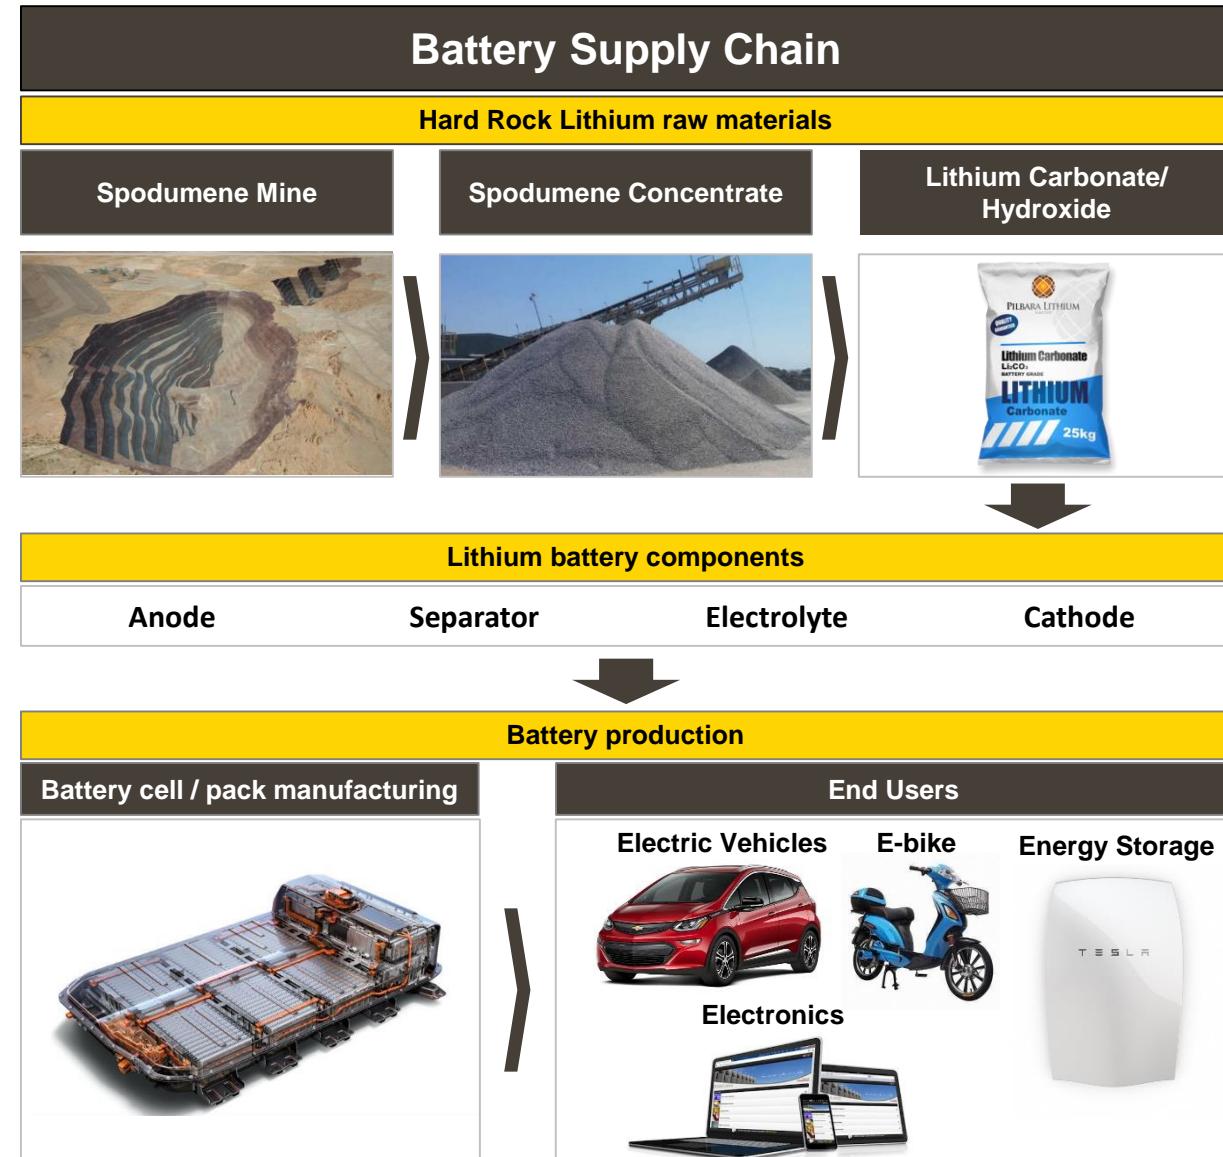 Battery Supply Chain
Hard Rock Lithium raw materials
Spodumene Mine
Spodumene Concentrate
Lithium Carbonate/
Hydroxide
PILBARA LITHIUM
QUALITY
Lithium Carbonate
Li₂CO₃
BATTERY GRADE
LITHIUM
Carbonate
25kg
Lithium battery components
Anode
Separator
Electrolyte
Cathode
Battery production
Battery cell / pack manufacturing
End Users
Electric Vehicles
E-bike
Energy Storage
TESLA
Electronics